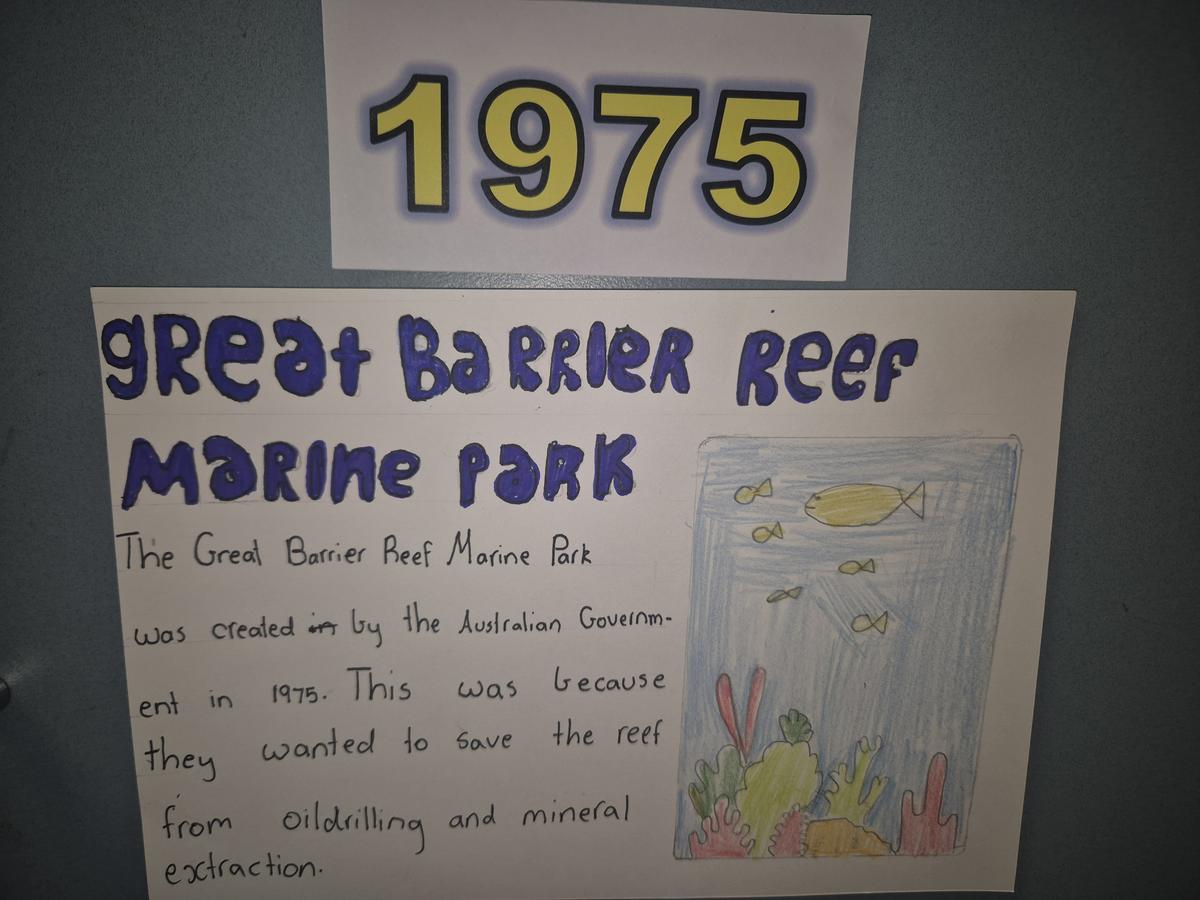 1975
GReat BaRRIeR Reef
MaRINe PaRK
The Great Barrier Reef Marine Park
was created in by the Australian Governm-
ent in 1975. This was because
they wanted to save the reef
from oildrilling and mineral
extraction.